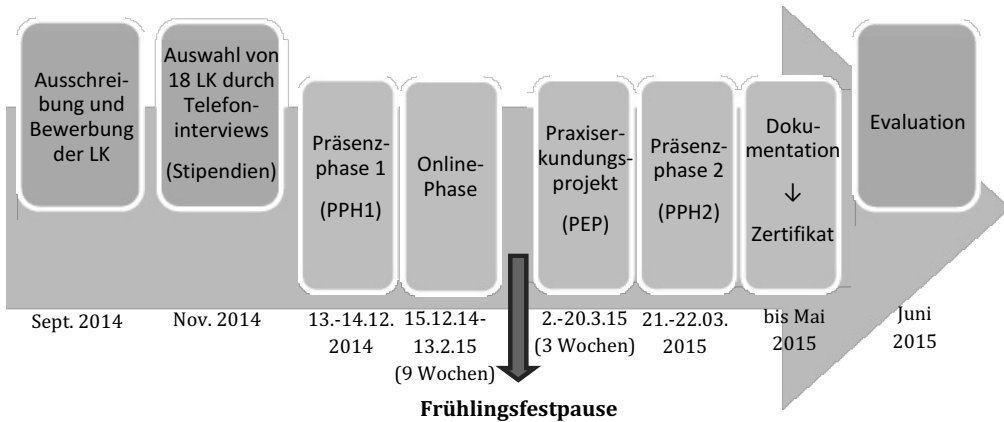 Ausschrei-
bung und
Bewerbung
der LK
Auswahl von
18 LK durch
Telefon-
interviews
(Stipendien)
Präsenz-
phase 1
(PPH1)
Online-
Phase
Praxiser-
kundungs-
projekt
(PEP)
Präsenz-
phase 2
(PPH2)
Doku-
mentation
↓
Zertifikat
Evaluation
Sept. 2014
Nov. 2014
13.-14.12.
2014
15.12.14-
13.2.15
(9 Wochen)
2.-20.3.15
(3 Wochen)
21.-22.03.
2015
bis Mai
2015
Juni
2015
Frühlingsfestpause